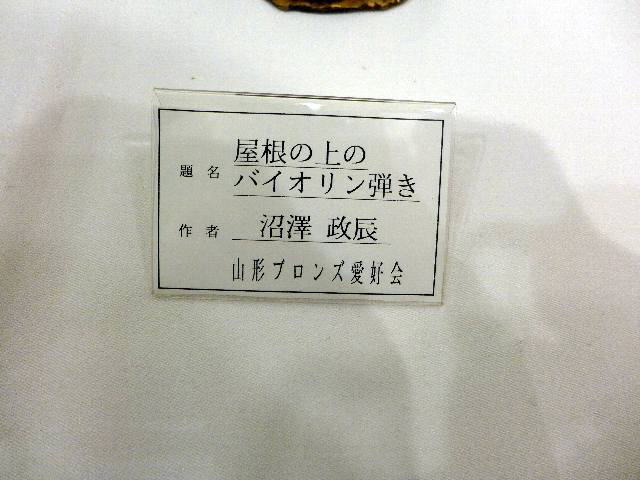 題名 屋根の上の
バイオリン弾き
作者 沼澤 政辰
山形ブロンズ愛好会